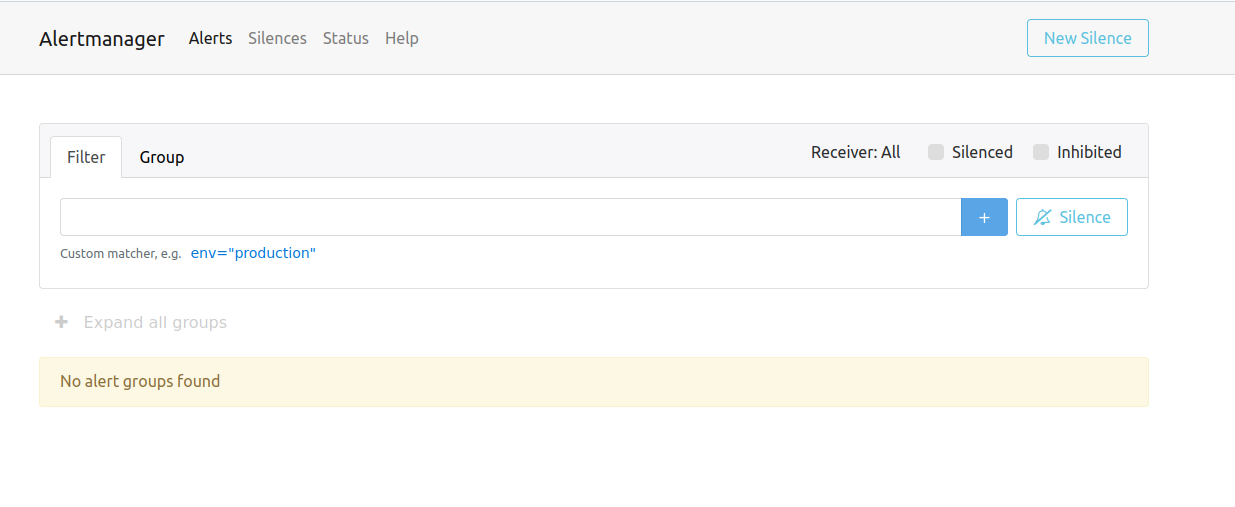 Alertmanager Alerts Silences Status Help New Silence
Filter Group Receiver: All Silenced Inhibited
+ Silence
Custom matcher, e.g. env="production"
+ Expand all groups
No alert groups found